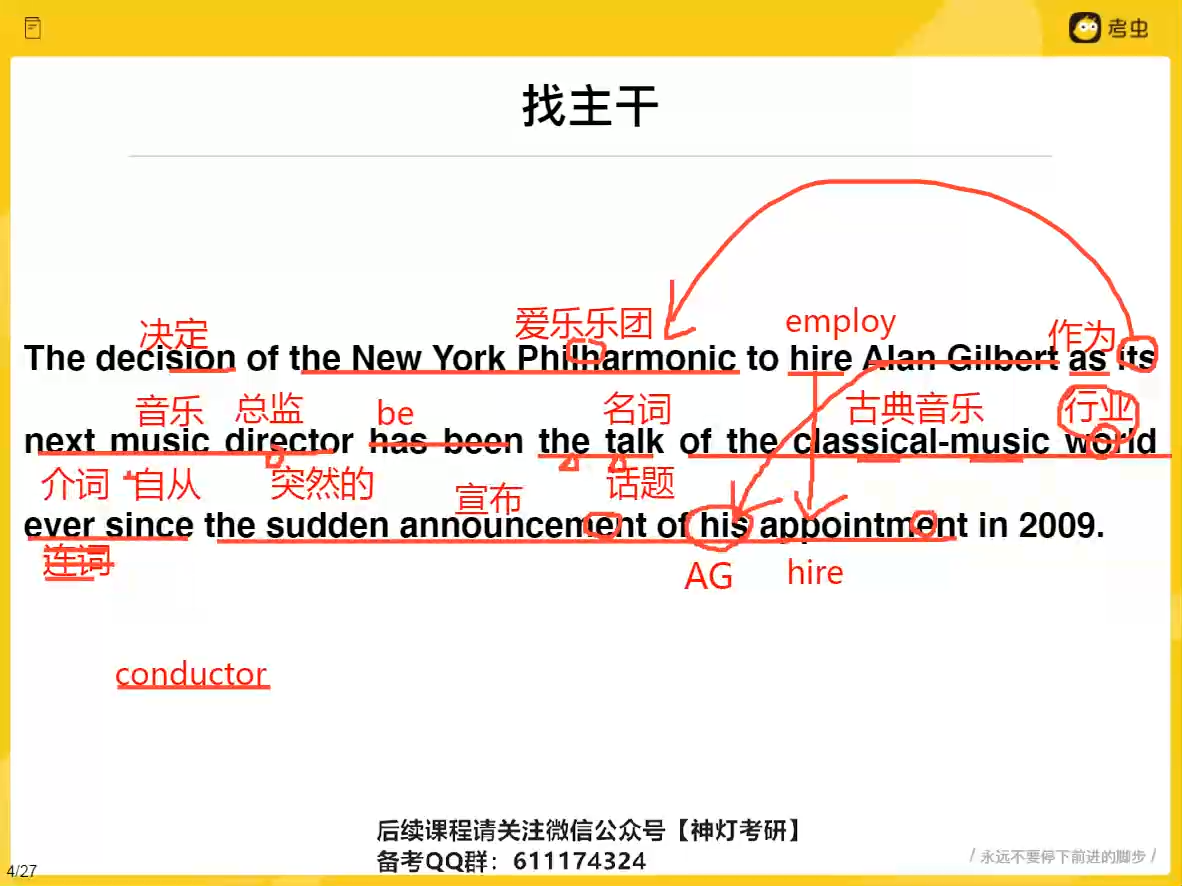 考虫
找主干
决定 爱乐乐团 employ 作为
The decision of the New York Philharmonic to hire Alan Gilbert as its
音乐 总监 be 名词 古典音乐 行业
next music director has been the talk of the classical-music world
介词 自从 突然的 宣布 话题
ever since the sudden announcement of his appointment in 2009.
连词 AG hire
conductor
后续课程请关注微信公众号【神灯考研】
备考QQ群：611174324
/ 永远不要停下前进的脚步 /
4/27